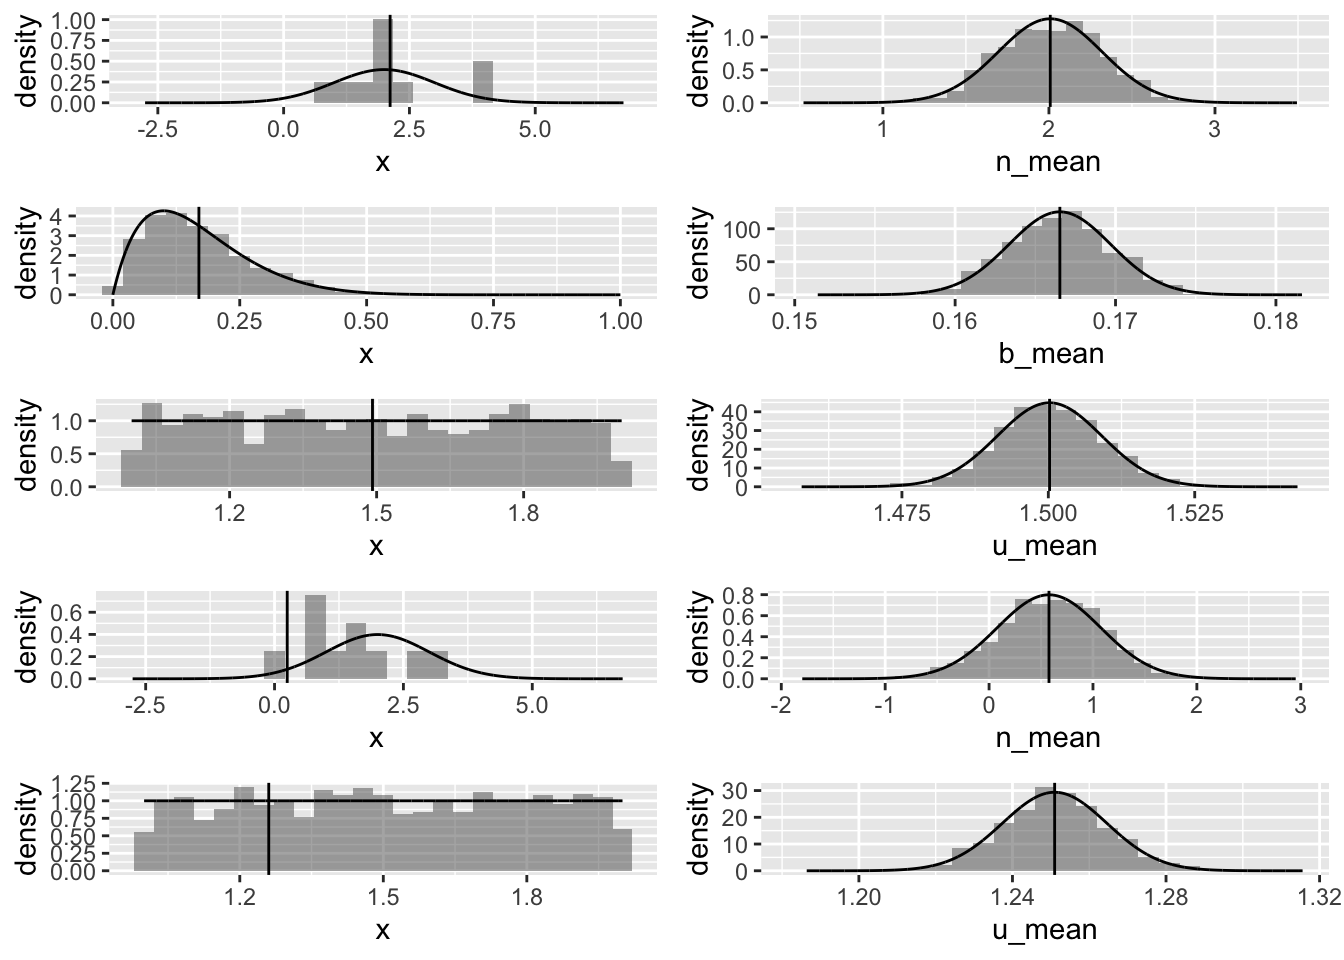 density
1.00
0.75
0.50
0.25
0.00
-2.5 0.0 2.5 5.0
x
density
1.0
0.5
0.0
1 2 3
n_mean
density
4
3
2
1
0
0.00 0.25 0.50 0.75 1.00
x
density
100
50
0
0.15 0.16 0.17 0.18
b_mean
density
1.0
0.5
0.0
1.2 1.5 1.8
x
density
40
30
20
10
0
1.475 1.500 1.525
u_mean
density
0.6
0.4
0.2
0.0
-2.5 0.0 2.5 5.0
x
density
0.8
0.6
0.4
0.2
0.0
-2 -1 0 1 2 3
n_mean
density
1.25
1.00
0.75
0.50
0.25
0.00
1.2 1.5 1.8
x
density
30
20
10
0
1.20 1.24 1.28 1.32
u_mean